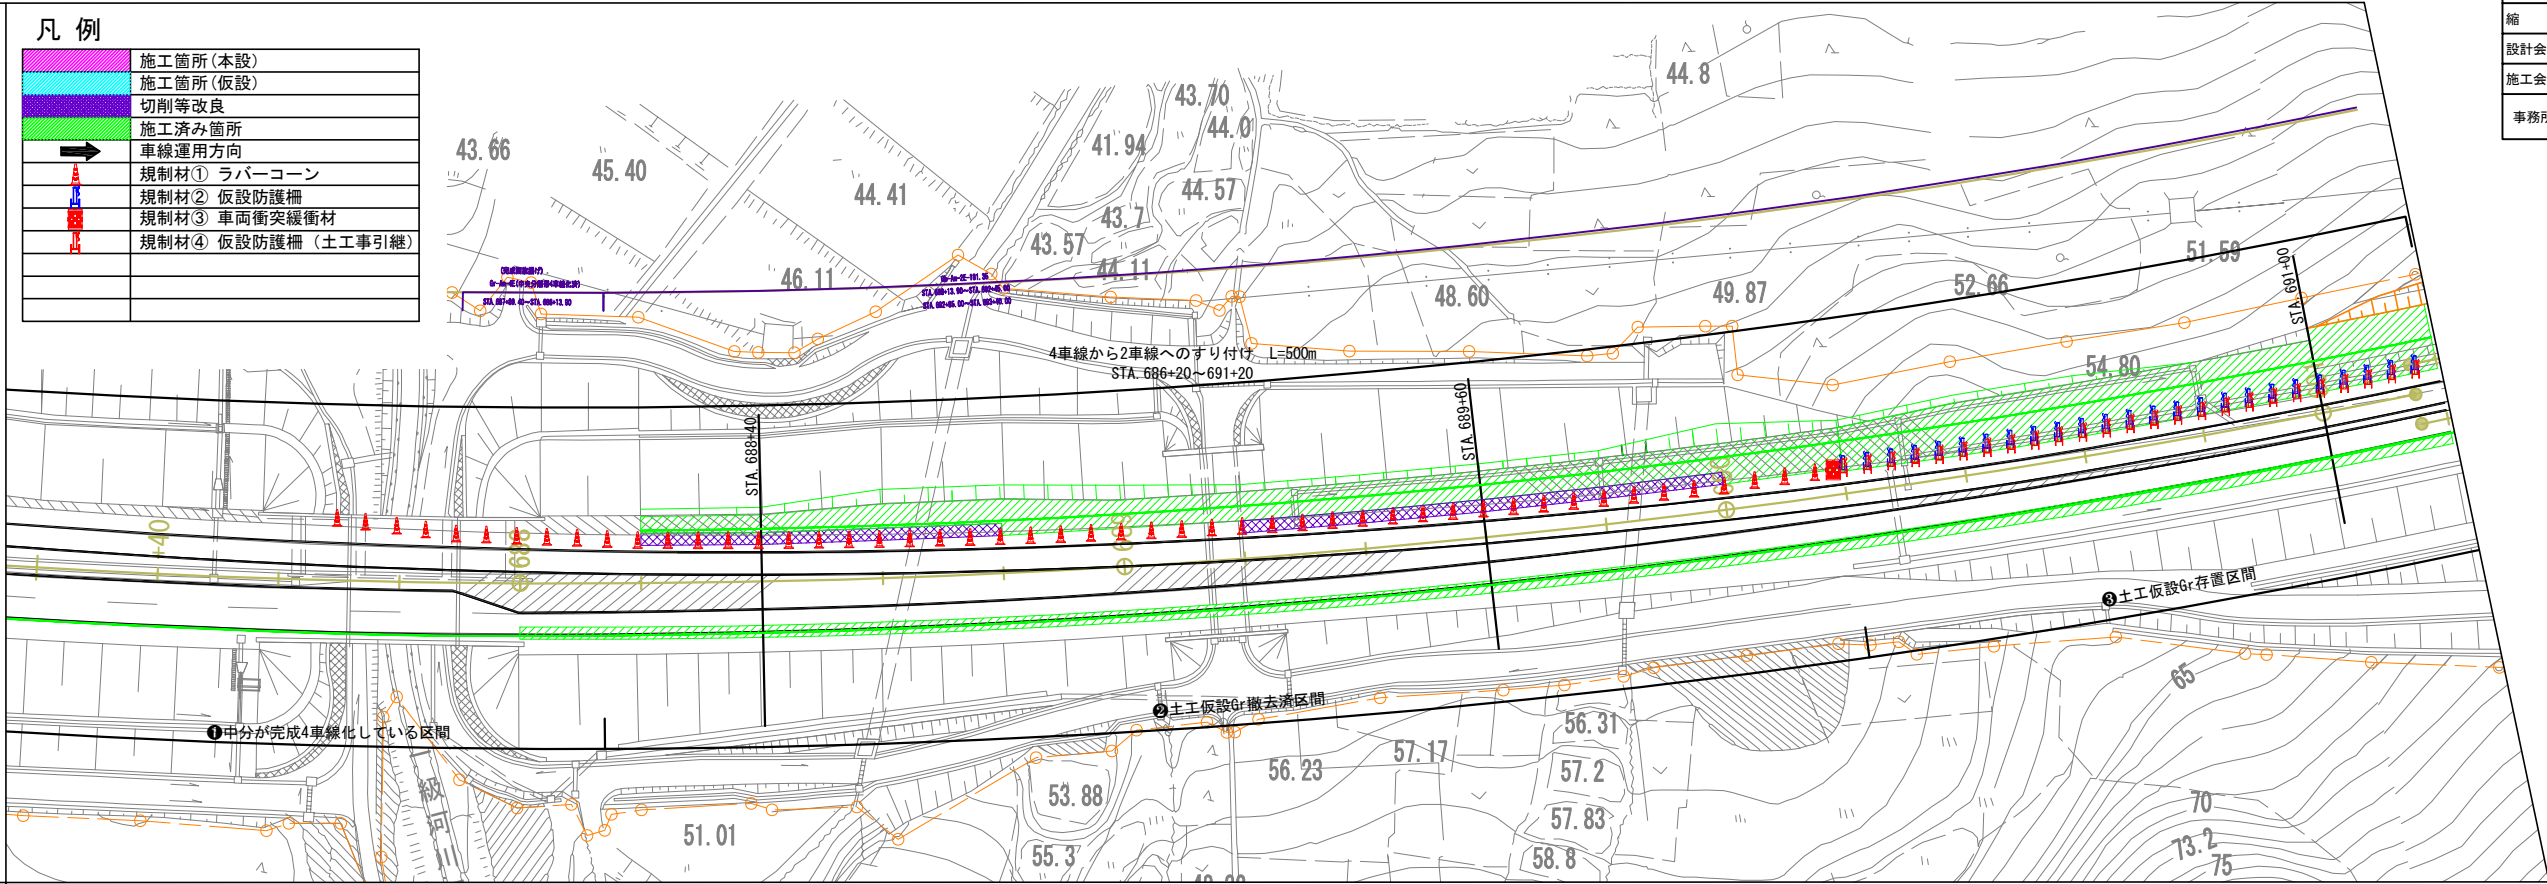 凡 例
施工箇所(本設)
施工箇所(仮設)
切削等改良
施工済み箇所
車線運用方向
規制材① ラバーコーン
規制材② 仮設防護柵
規制材③ 車両衝突緩衝材
規制材④ 仮設防護柵 (土工事引継)
縮
設計会
施工会
事務所
43.66
45.40
44.41
46.11
41.94
43.70
44.0
44.57
43.7
43.57
44.11
44.8
48.60
49.87
52.66
51.59
54.80
4車線から2車線へのすり付け L=500m
STA.686+20～691+20
STA.688+40
STA.689+60
STA.691+00
+40
688
❶中分が完成4車線化している区間
❷土工仮設Gr撤去済区間
❸土工仮設Gr存置区間
一級河川
51.01
53.88
55.3
56.23
57.17
56.31
57.2
57.83
58.8
65
70
73.2
75